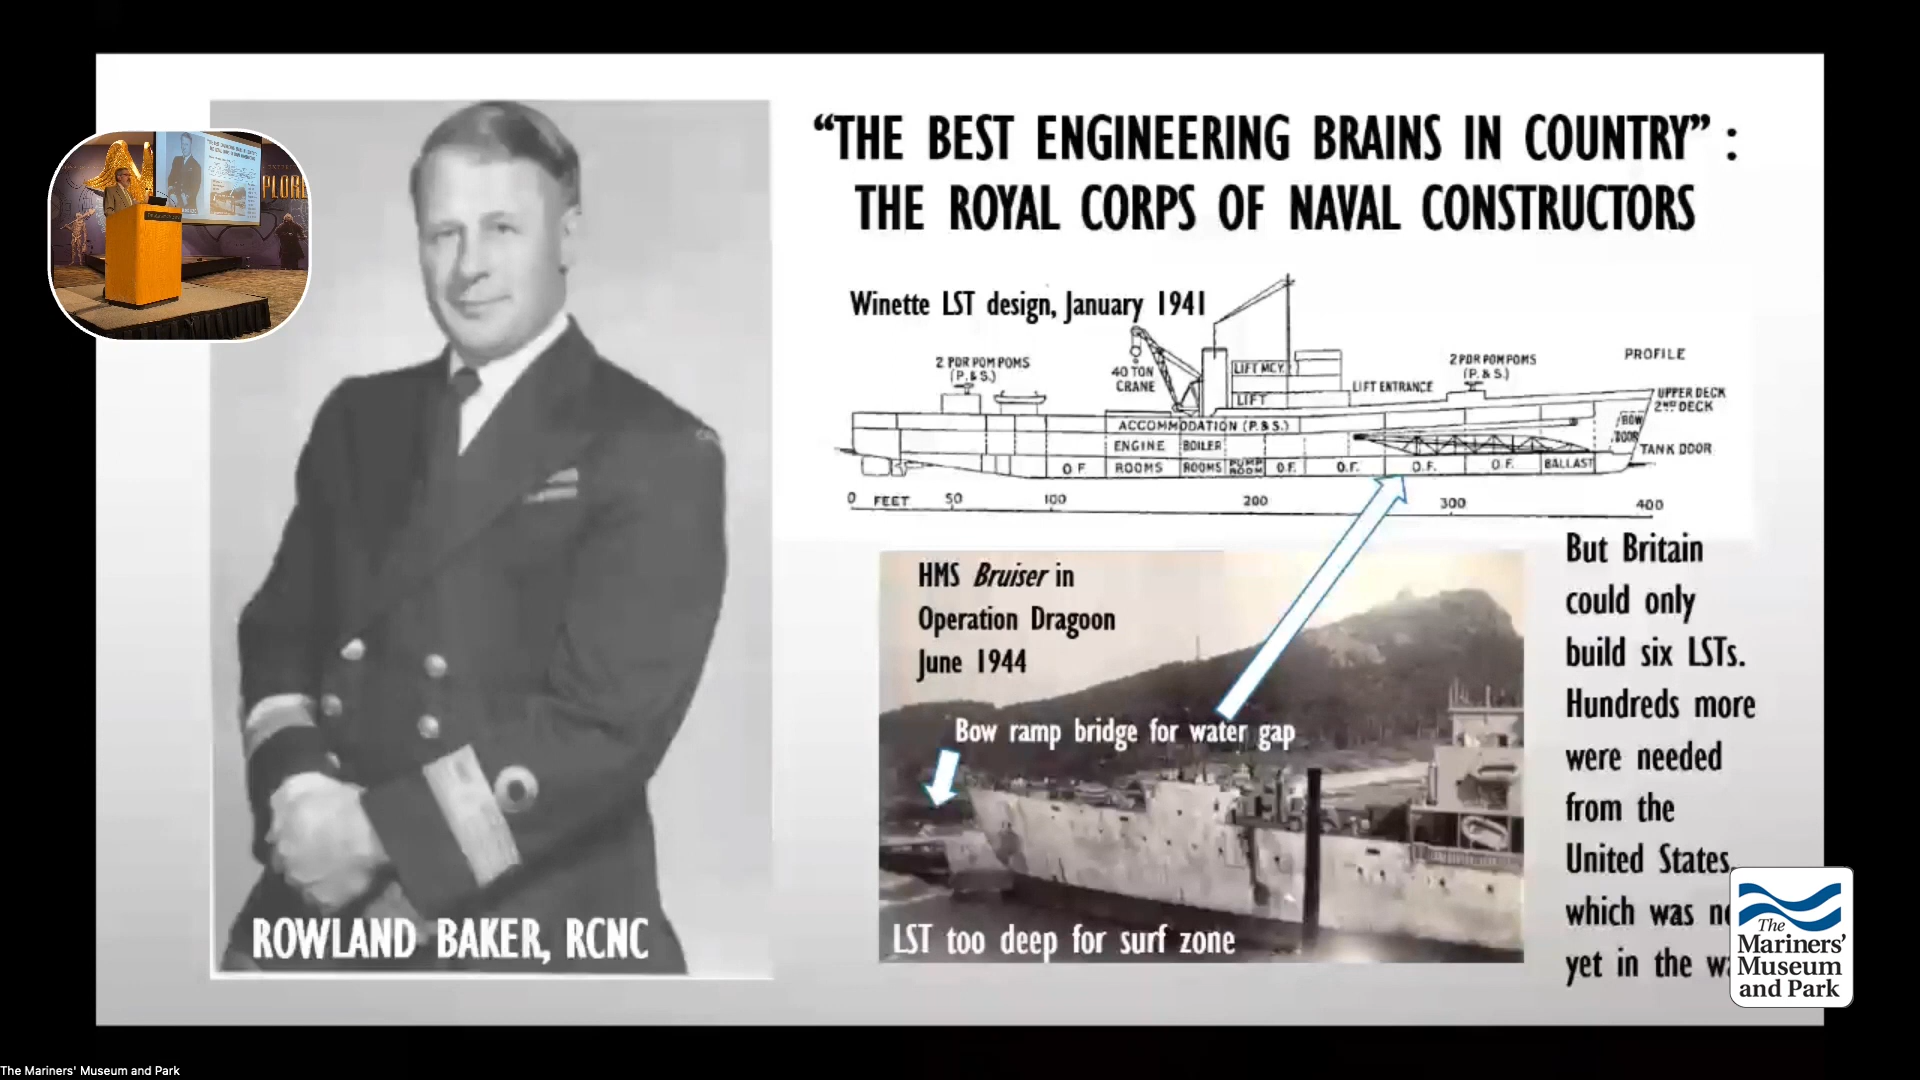 “THE BEST ENGINEERING BRAINS IN COUNTRY” :
THE ROYAL CORPS OF NAVAL CONSTRUCTORS
ROWLAND BAKER, RCNC
Winette LST design, January 1941
2 PDR POM POMS
(P. & S.)
40 TON
CRANE
LIFT MCY.
LIFT
LIFT ENTRANCE
2 PDR POM POMS
(P. & S.)
PROFILE
UPPER DECK
2ND DECK
BOW
DOOR
TANK DOOR
ACCOMMODATION (P.&S.)
ENGINE
ROOMS
BOILER
ROOMS
PUMP
ROOM
O.F.
O.F.
O.F.
O.F.
O.F.
BALLAST
0 FEET 50 100 200 300 400
HMS Bruiser in
Operation Dragoon
June 1944
Bow ramp bridge for water gap
LST too deep for surf zone
But Britain
could only
build six LSTs.
Hundreds more
were needed
from the
United States,
which was
yet in the
The
Mariners'
Museum
and Park
The Mariners' Museum and Park